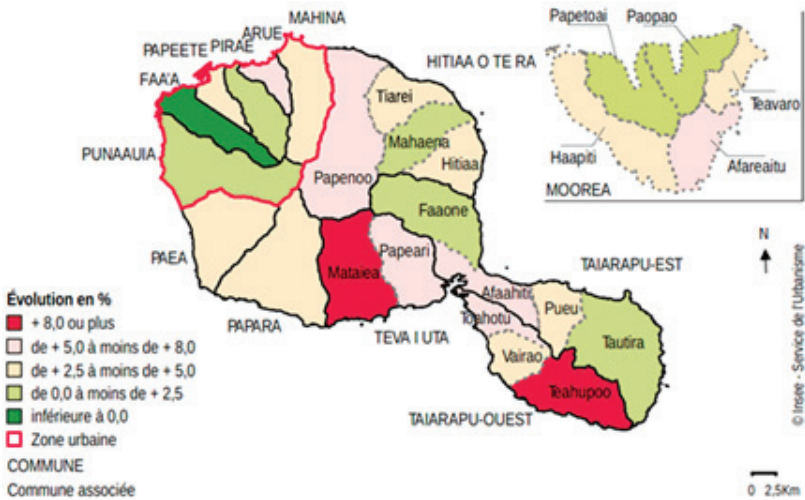 MAHINA
ARUE
PIRAE
PAPEETE
FAA'A
PUNAAUIA
PAEA
PAPARA
HITIAA O TE RA
Tiarei
Mahaena
Hitiaa
Papenoo
Faaone
Papeari
Mataiea
TEVA I UTA
Afaahiti
Toahotu
Vairao
Pueu
Tautira
Teahupoo
TAIARAPU-EST
TAIARAPU-OUEST
Papetoai
Paopao
Teavaro
Haapiti
Afareaitu
MOOREA
N
Évolution en %
+ 8,0 ou plus
de + 5,0 à moins de + 8,0
de + 2,5 à moins de + 5,0
de 0,0 à moins de + 2,5
inférieure à 0,0
Zone urbaine
COMMUNE
Commune associée
0 2,5Km
© Insee - Service de l'Urbanisme